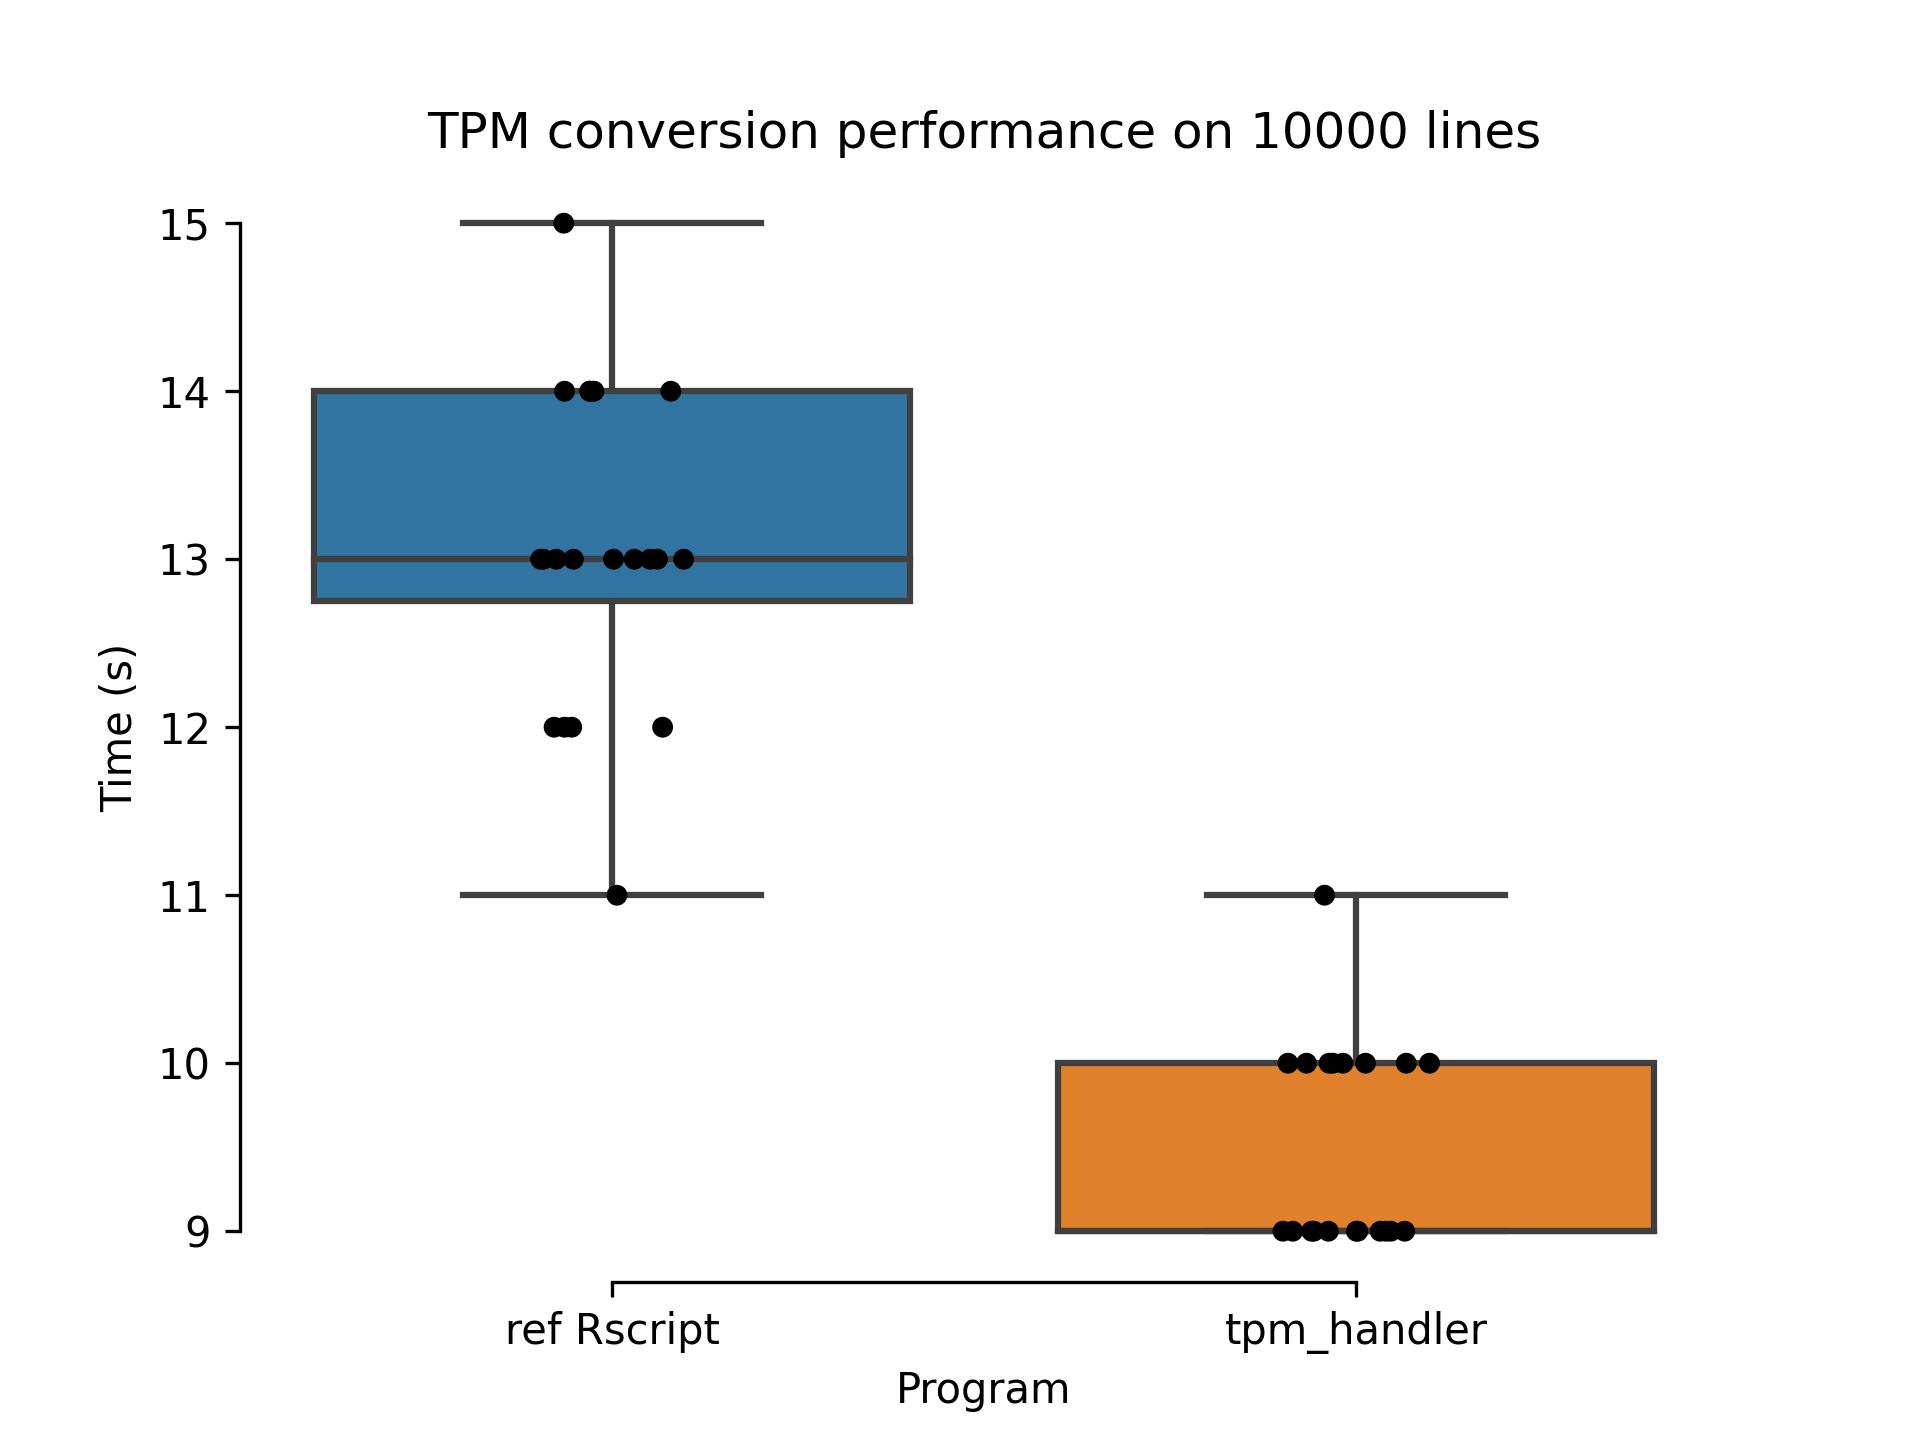 TPM conversion performance on 10000 lines
15
14
13
12
11
10
9
Time (s)
ref Rscript
tpm_handler
Program